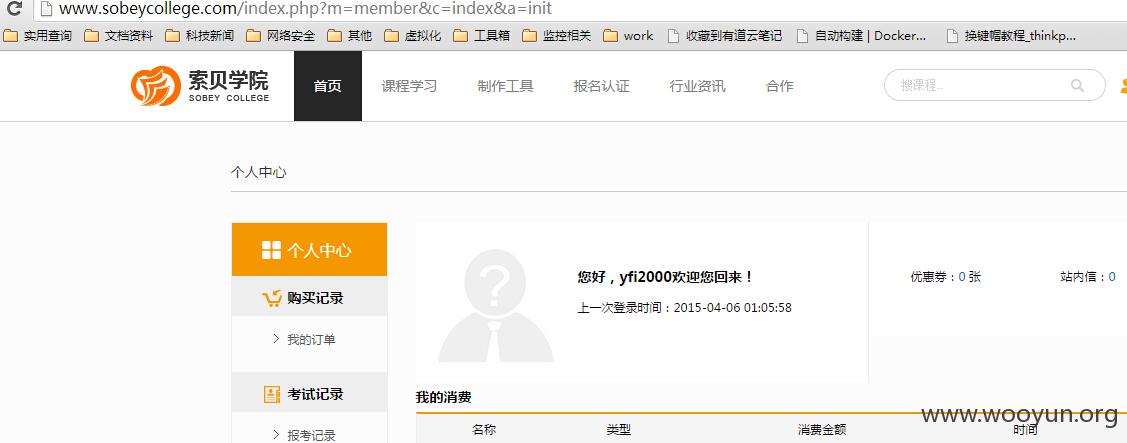 www.sobeycollege.com/index.php?m=member&c=index&a=init
实用查询 文档资料 科技新闻 网络安全 其他 虚拟化 工具箱 监控相关 work 收藏到有道云笔记 自动构建 | Docker... 换键帽教程_thinkp...
索贝学院
SOBEY COLLEGE
首页 课程学习 制作工具 报名认证 行业资讯 合作
搜课程..
个人中心
个人中心
购买记录
我的订单
考试记录
报考记录
您好，yfi2000欢迎您回来！
上一次登录时间：2015-04-06 01:05:58
优惠券：0 张 站内信：0
我的消费
名称 类型 消费金额 时间
www.wooyun.org